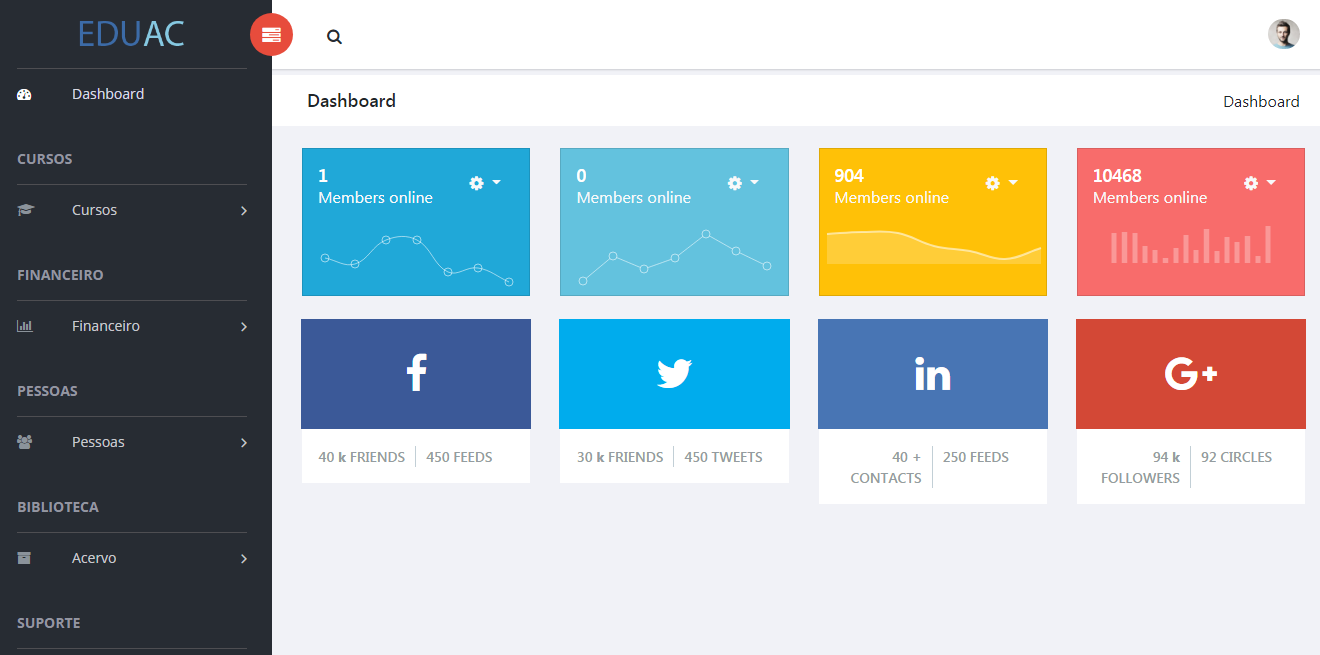 EDUAC
Dashboard
CURSOS
Cursos
FINANCEIRO
Financeiro
PESSOAS
Pessoas
BIBLIOTECA
Acervo
SUPORTE
Dashboard
Dashboard
1
Members online
0
Members online
904
Members online
10468
Members online
40 k FRIENDS
450 FEEDS
30 k FRIENDS
450 TWEETS
in
40 +
CONTACTS
250 FEEDS
G+
94 k
FOLLOWERS
92 CIRCLES